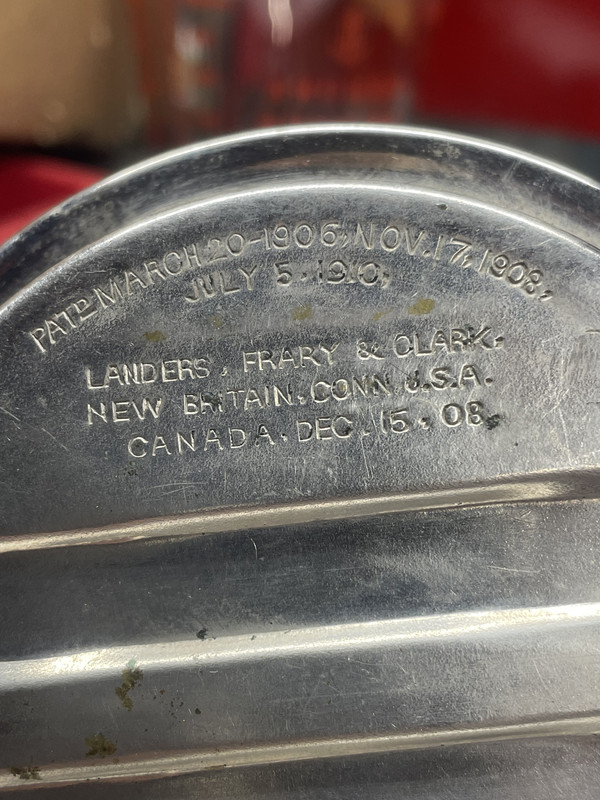 PATD MARCH.20-1906, NOV.17,1908,
JULY 5.1910,
LANDERS, FRARY & CLARK.
NEW BRITAIN, CONN. U.S.A.
CANADA. DEC. 15, 08,